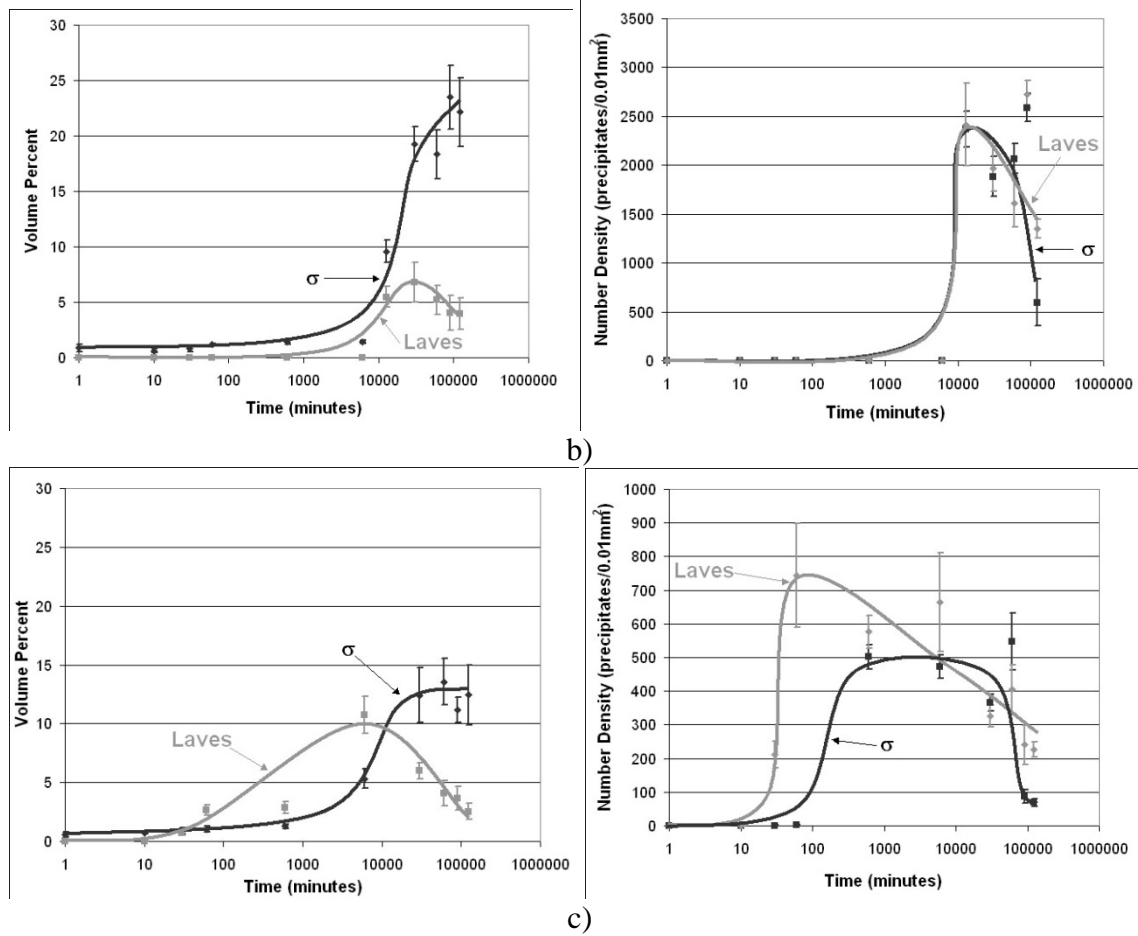 30
25
20
15
10
5
0
Volume Percent
σ
Laves
1 10 100 1000 10000 100000 1000000
Time (minutes)
3500
3000
2500
2000
1500
1000
500
0
Number Density (precipitates/0.01mm²)
Laves
σ
1 10 100 1000 10000 100000 1000000
Time (minutes)
b)
30
25
20
15
10
5
0
Volume Percent
σ
Laves
1 10 100 1000 10000 100000 1000000
Time (minutes)
1000
900
800
700
600
500
400
300
200
100
0
Number Density (precipitates/0.01mm²)
Laves
σ
1 10 100 1000 10000 100000 1000000
Time (minutes)
c)